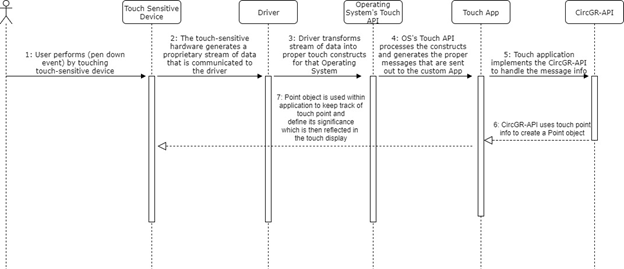 Touch Sensitive
Device
Driver
Operating
System's Touch
API
Touch App
CircGR-API
1: User performs (pen down
event) by touching
touch-sensitive device
2: The touch-sensitive
hardware generates a
proprietary stream of data
that is communicated to
the driver
3: Driver transforms
stream of data into
proper touch constructs
for that Operating
System
4: OS's Touch API
processes the constructs
and generates the proper
messages that are sent
out to the custom App
5: Touch application
implements the CircGR-API
to handle the message info
6: CircGR-API uses touch point
info to create a Point object
7: Point object is used within
application to keep track of
touch point and
define its significance
which is then reflected in
the touch display